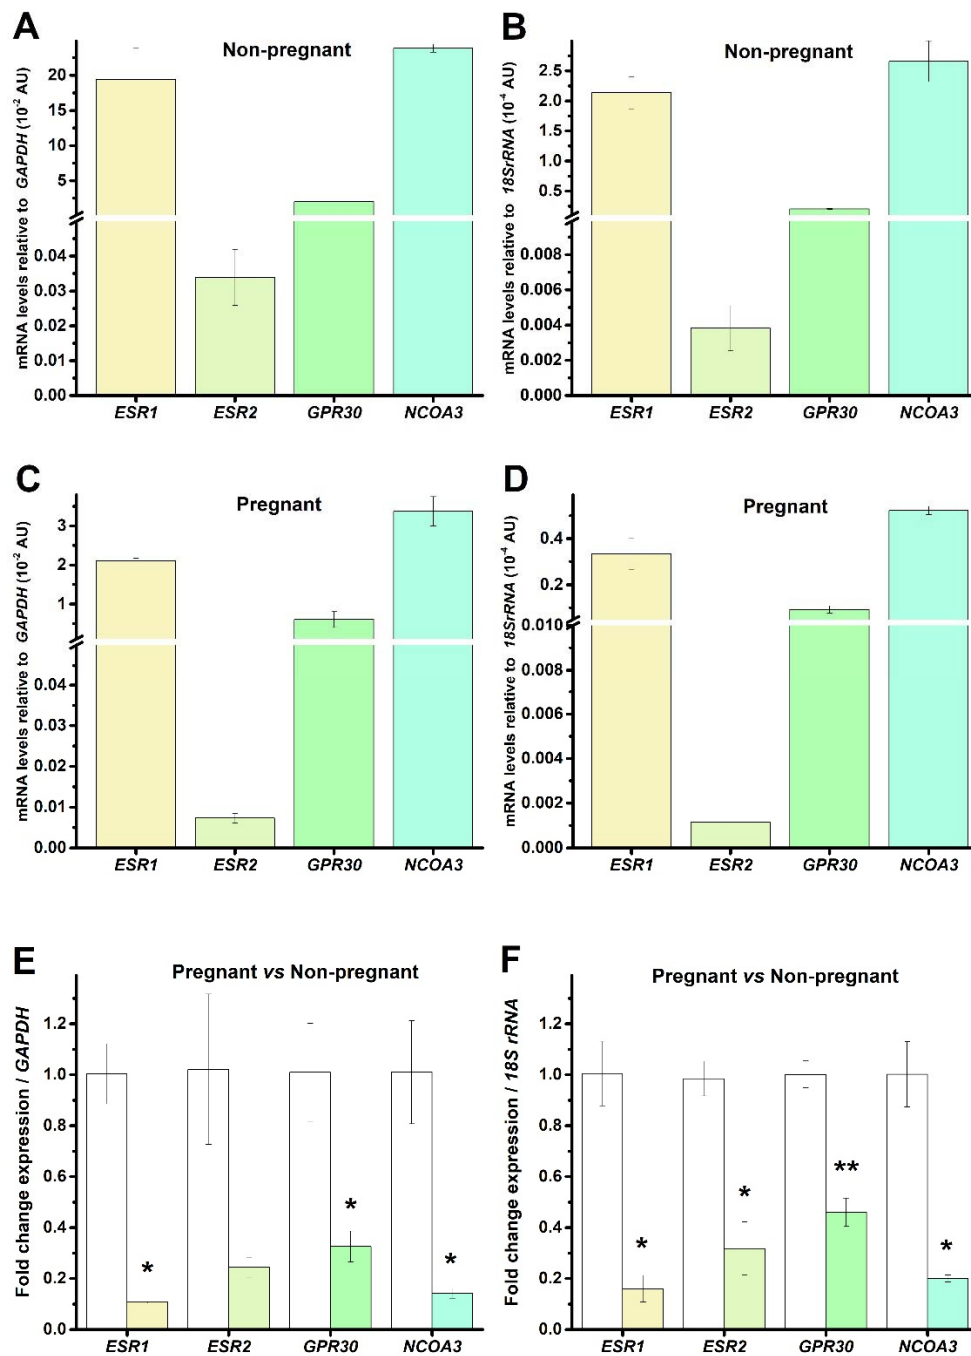 A
Non-pregnant
mRNA levels relative to GAPDH (10-2 AU)
20
15
10
5
0.04
0.03
0.02
0.01
0.00
ESR1 ESR2 GPR30 NCOA3
B
Non-pregnant
mRNA levels relative to 18SrRNA (10-4 AU)
2.5
2.0
1.5
1.0
0.5
0.008
0.006
0.004
0.002
0.000
ESR1 ESR2 GPR30 NCOA3
C
Pregnant
mRNA levels relative to GAPDH (10-2 AU)
3
2
1
0.04
0.03
0.02
0.01
0.00
ESR1 ESR2 GPR30 NCOA3
D
Pregnant
mRNA levels relative to 18SrRNA (10-4 AU)
0.4
0.2
0.010
0.008
0.006
0.004
0.002
0.000
ESR1 ESR2 GPR30 NCOA3
E
Pregnant vs Non-pregnant
Fold change expression / GAPDH
1.2
1.0
0.8
0.6
0.4
0.2
0.0
* * *
ESR1 ESR2 GPR30 NCOA3
F
Pregnant vs Non-pregnant
Fold change expression / 18S rRNA
1.2
1.0
0.8
0.6
0.4
0.2
0.0
* * ** *
ESR1 ESR2 GPR30 NCOA3